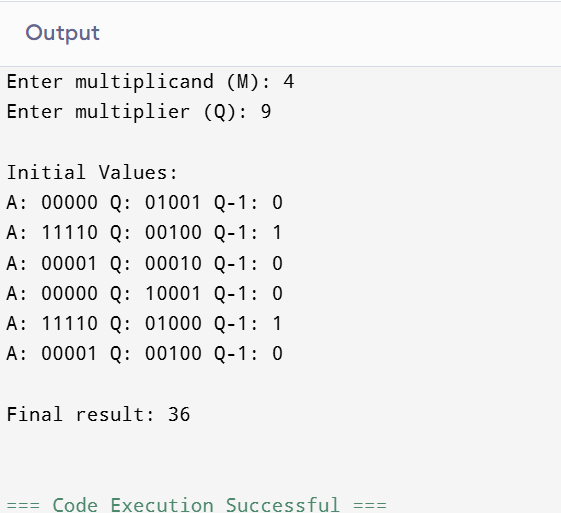 Output
Enter multiplicand (M): 4
Enter multiplier (Q): 9
Initial Values:
A: 00000 Q: 01001 Q-1: 0
A: 11110 Q: 00100 Q-1: 1
A: 00001 Q: 00010 Q-1: 0
A: 00000 Q: 10001 Q-1: 0
A: 11110 Q: 01000 Q-1: 1
A: 00001 Q: 00100 Q-1: 0
Final result: 36
=== Code Execution Successful ===